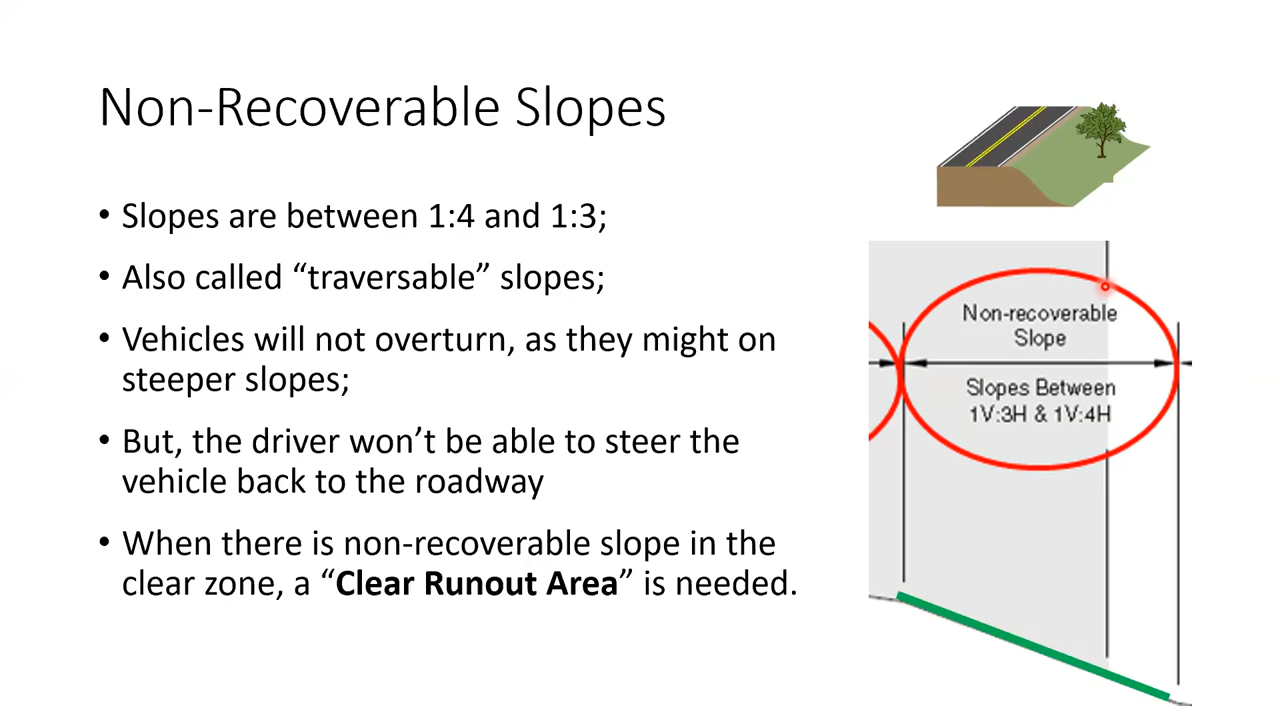 Non-Recoverable Slopes
• Slopes are between 1:4 and 1:3;
• Also called “traversable” slopes;
• Vehicles will not overturn, as they might on
steeper slopes;
• But, the driver won’t be able to steer the
vehicle back to the roadway
• When there is non-recoverable slope in the
clear zone, a “Clear Runout Area” is needed.
Non-recoverable
Slope
Slopes Between
1V:3H & 1V:4H